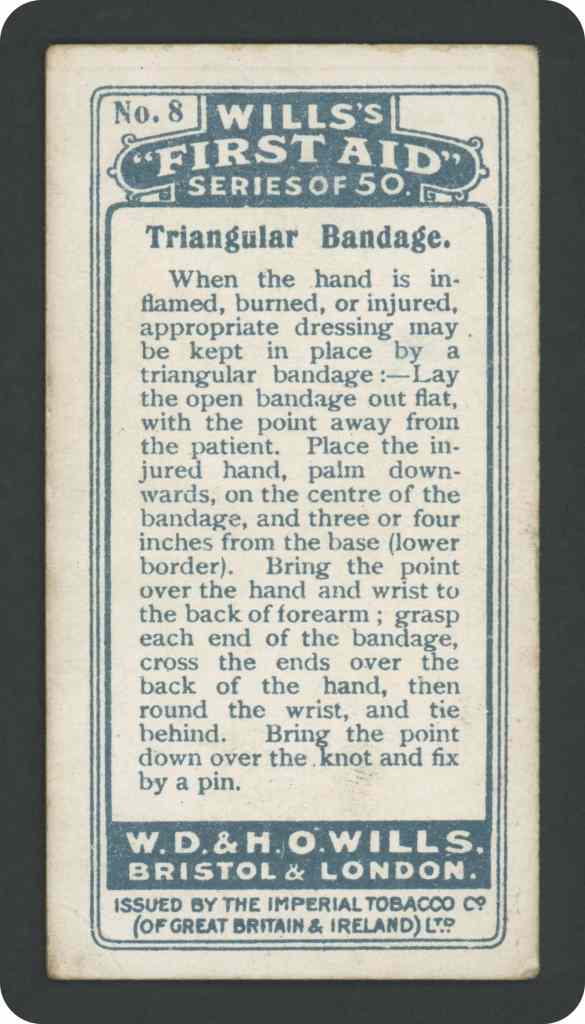 No. 8
WILLS'S
"FIRST AID"
SERIES OF 50.
Triangular Bandage.
When the hand is in-
flamed, burned, or injured,
appropriate dressing may
be kept in place by a
triangular bandage :—Lay
the open bandage out flat,
with the point away from
the patient. Place the in-
jured hand, palm down-
wards, on the centre of the
bandage, and three or four
inches from the base (lower
border). Bring the point
over the hand and wrist to
the back of forearm ; grasp
each end of the bandage,
cross the ends over the
back of the hand, then
round the wrist, and tie
behind. Bring the point
down over the knot and fix
by a pin.
W.D. & H.O. WILLS.
BRISTOL & LONDON.
ISSUED BY THE IMPERIAL TOBACCO Cº
(OF GREAT BRITAIN & IRELAND) LTD